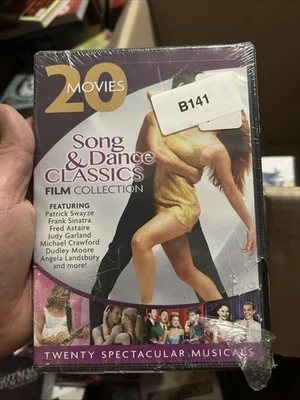 20
MOVIES
B141
Song
& Dance
CLASSICS
FILM COLLECTION
FEATURING
Patrick Swayze
Frank Sinatra
Fred Astaire
Judy Garland
Michael Crawford
Dudley Moore
Angela Landsbury
and more!
TWENTY SPECTACULAR MUSICALS